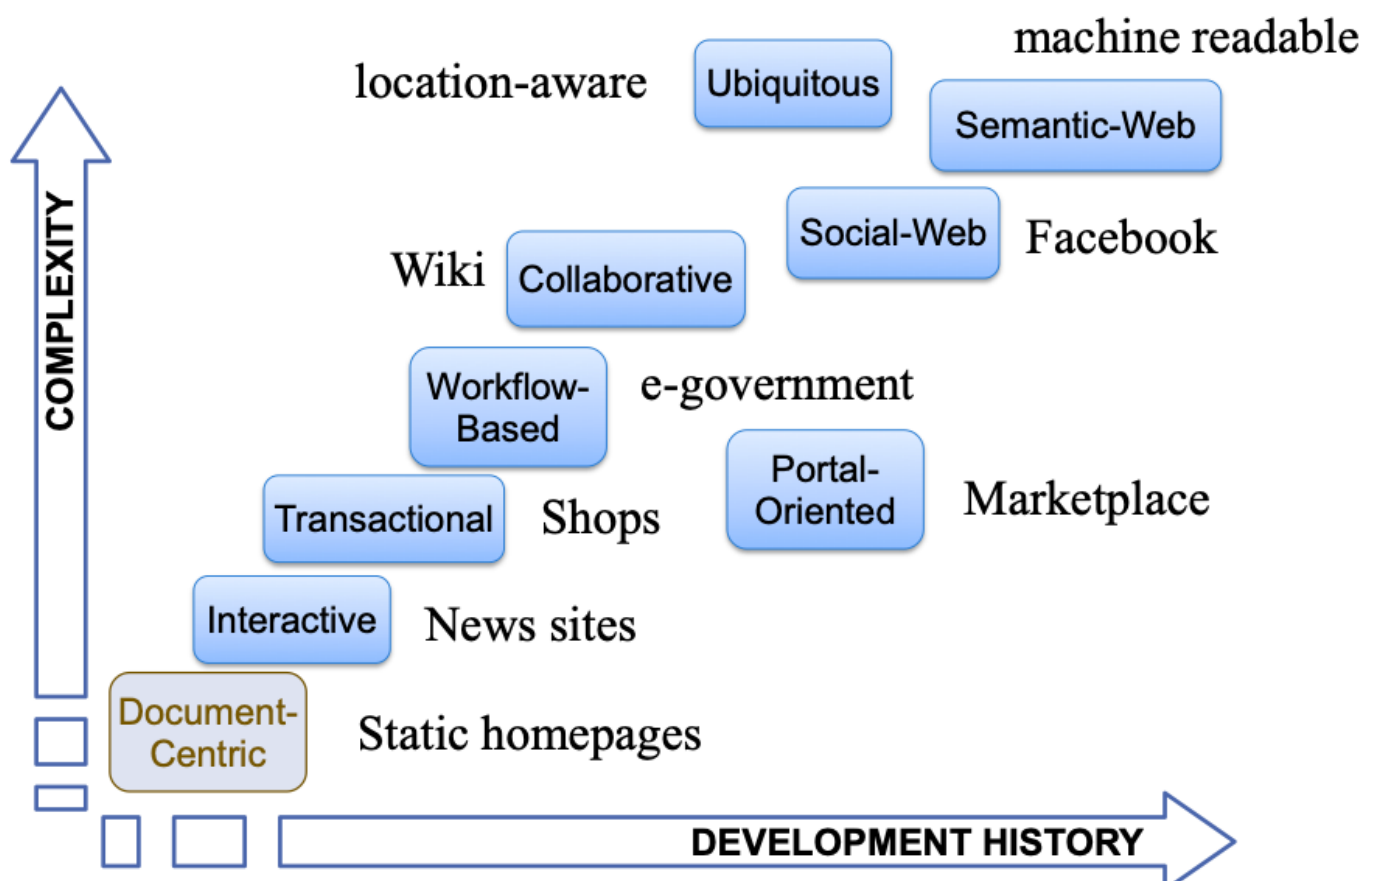 machine readable
location-aware
Ubiquitous
Semantic-Web
Social-Web
Facebook
Wiki
Collaborative
COMPLEXITY
Workflow-
Based
e-government
Portal-
Oriented
Marketplace
Transactional
Shops
Interactive
News sites
Document-
Centric
Static homepages
DEVELOPMENT HISTORY